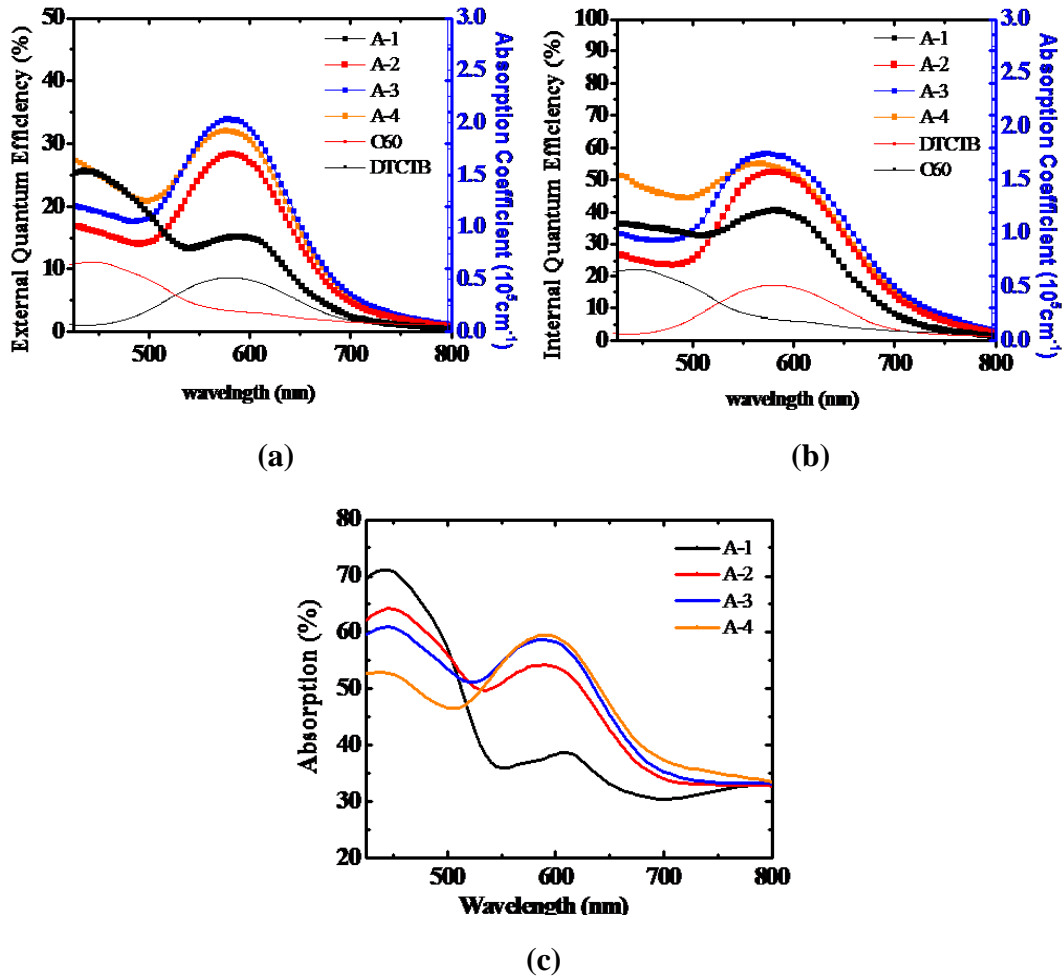 50
40
30
20
10
0
External Quantum Efficiency (%)
A-1
A-2
A-3
A-4
C60
DTCTB
3.0
2.5
2.0
1.5
1.0
0.5
0.0
Absorption Coefficient (10⁵cm⁻¹)
500 600 700 800
wavelngth (nm)
(a)
100
90
80
70
60
50
40
30
20
10
0
Internal Quantum Efficiency (%)
A-1
A-2
A-3
A-4
DTCTB
C60
3.0
2.5
2.0
1.5
1.0
0.5
0.0
Absorption Coefficient (10⁵cm⁻¹)
500 600 700 800
wavelngth (nm)
(b)
80
70
60
50
40
30
20
Absorption (%)
A-1
A-2
A-3
A-4
500 600 700 800
Wavelength (nm)
(c)